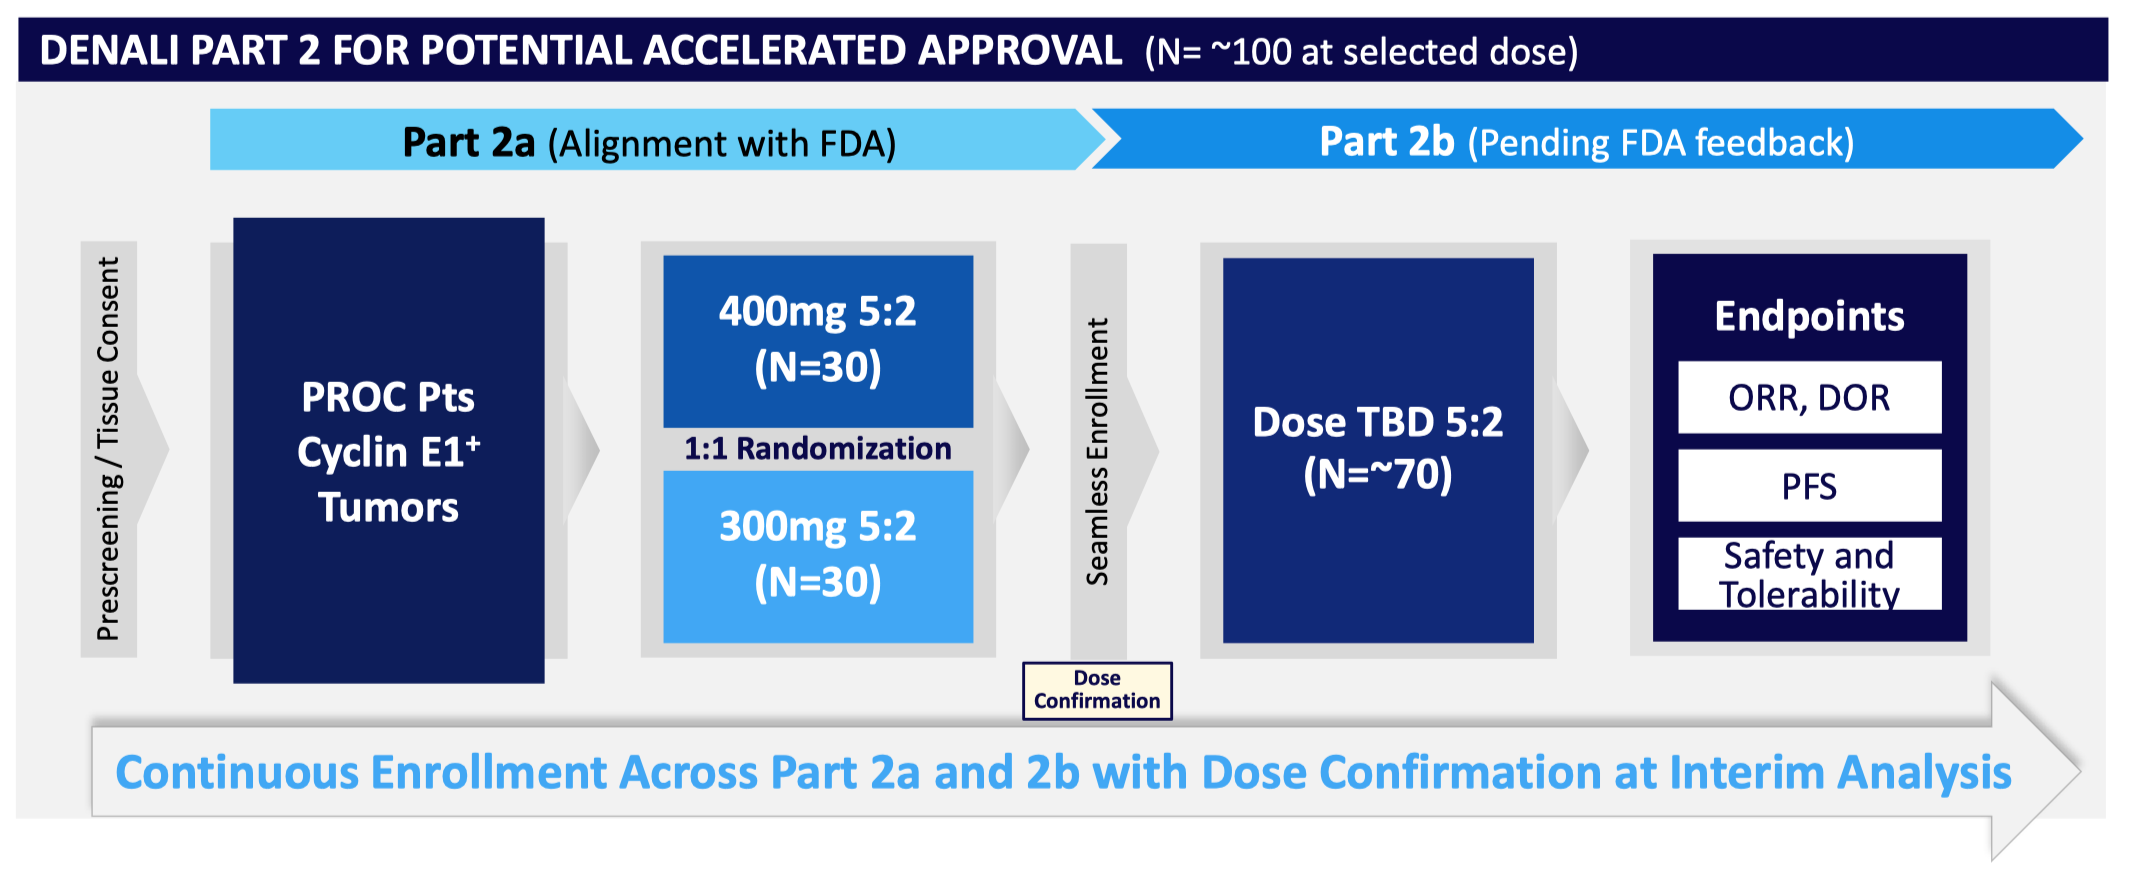 DENALI PART 2 FOR POTENTIAL ACCELERATED APPROVAL (N= ~100 at selected dose)
Part 2a (Alignment with FDA)
Part 2b (Pending FDA feedback)
Prescreening / Tissue Consent
PROC Pts
Cyclin E1⁺
Tumors
400mg 5:2
(N=30)
1:1 Randomization
300mg 5:2
(N=30)
Seamless Enrollment
Dose
Confirmation
Dose TBD 5:2
(N=~70)
Endpoints
ORR, DOR
PFS
Safety and
Tolerability
Continuous Enrollment Across Part 2a and 2b with Dose Confirmation at Interim Analysis